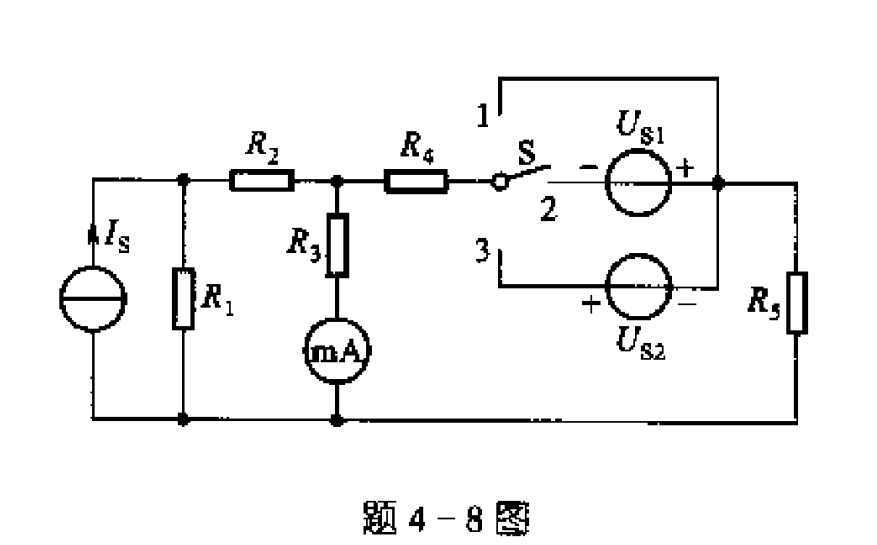 1
U_S1
R_2
R_4
S
− +
2
I_S
R_3
3
R_1
+ −
R_5
mA
U_S2
题 4 - 8 图